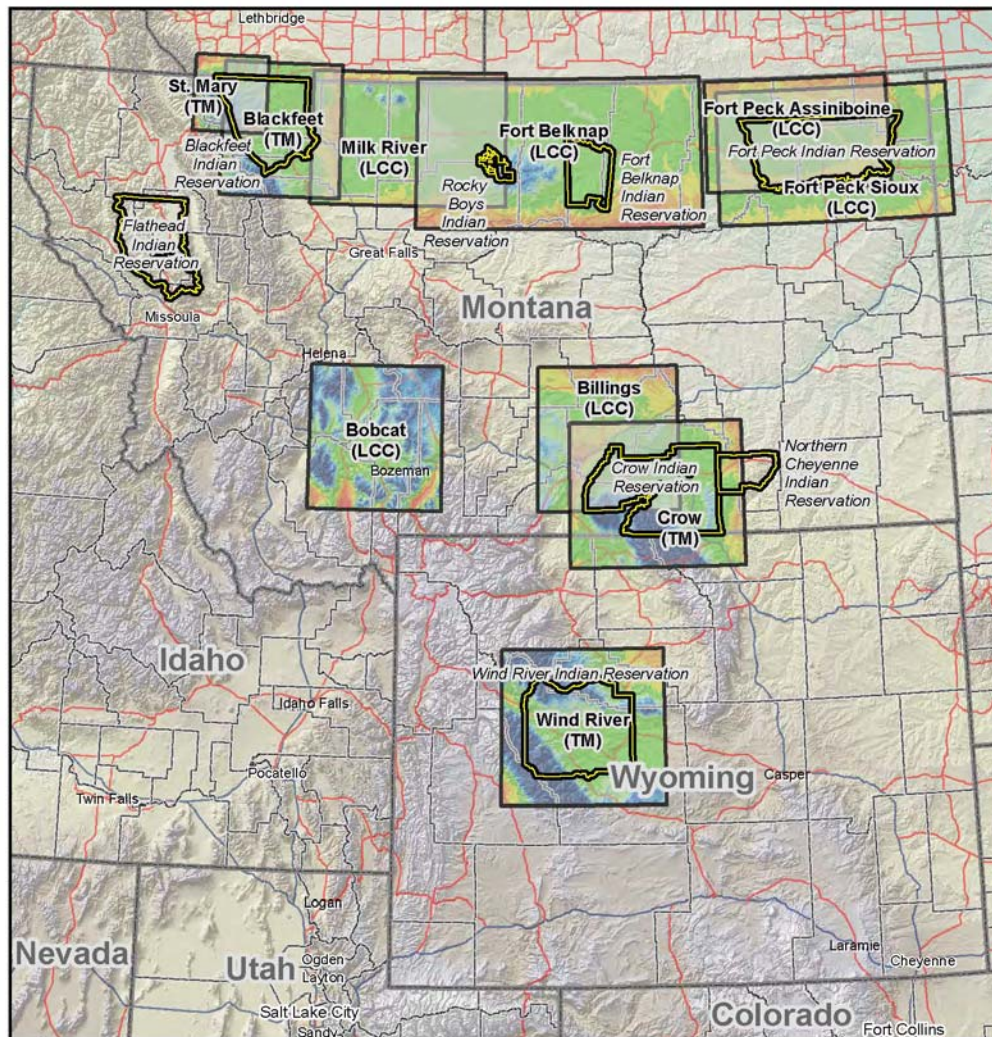 Lethbridge
St. Mary
(TM)
Blackfeet
(TM)
Blackfeet
Indian
Reservation
Milk River
(LCC)
Fort Belknap
(LCC)
Rocky
Boys
Indian
Reservation
Fort
Belknap
Indian
Reservation
Fort Peck Assiniboine
(LCC)
Fort Peck Indian Reservation
Fort Peck Sioux
(LCC)
Flathead
Indian
Reservation
Great Falls
Missoula
Montana
Helena
Bobcat
(LCC)
Bozeman
Billings
(LCC)
Crow Indian
Reservation
Crow
(TM)
Northern
Cheyenne
Indian
Reservation
Idaho
Wind River Indian Reservation
Wind River
(TM)
Idaho Falls
Pocatello
Twin Falls
Wyoming
Casper
Logan
Nevada
Utah
Ogden
Layton
Salt Lake City
Sandy
Laramie
Cheyenne
Colorado
Fort Collins